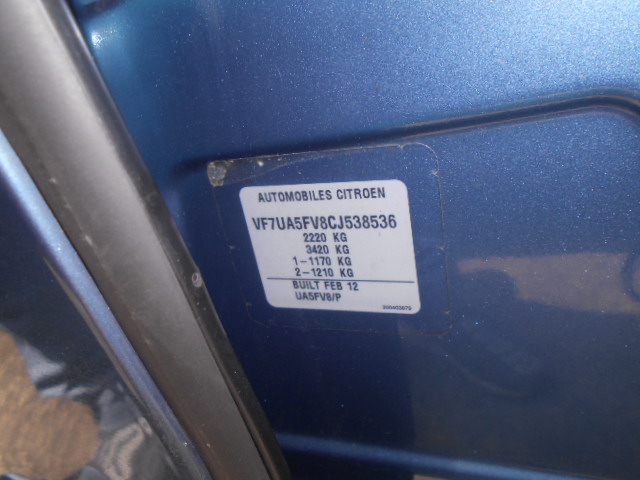 AUTOMOBILES CITROEN
VF7UA5FV8CJ538536
2220 KG
3420 KG
1-1170 KG
2-1210 KG
BUILT FEB 12
UA5FV8/P